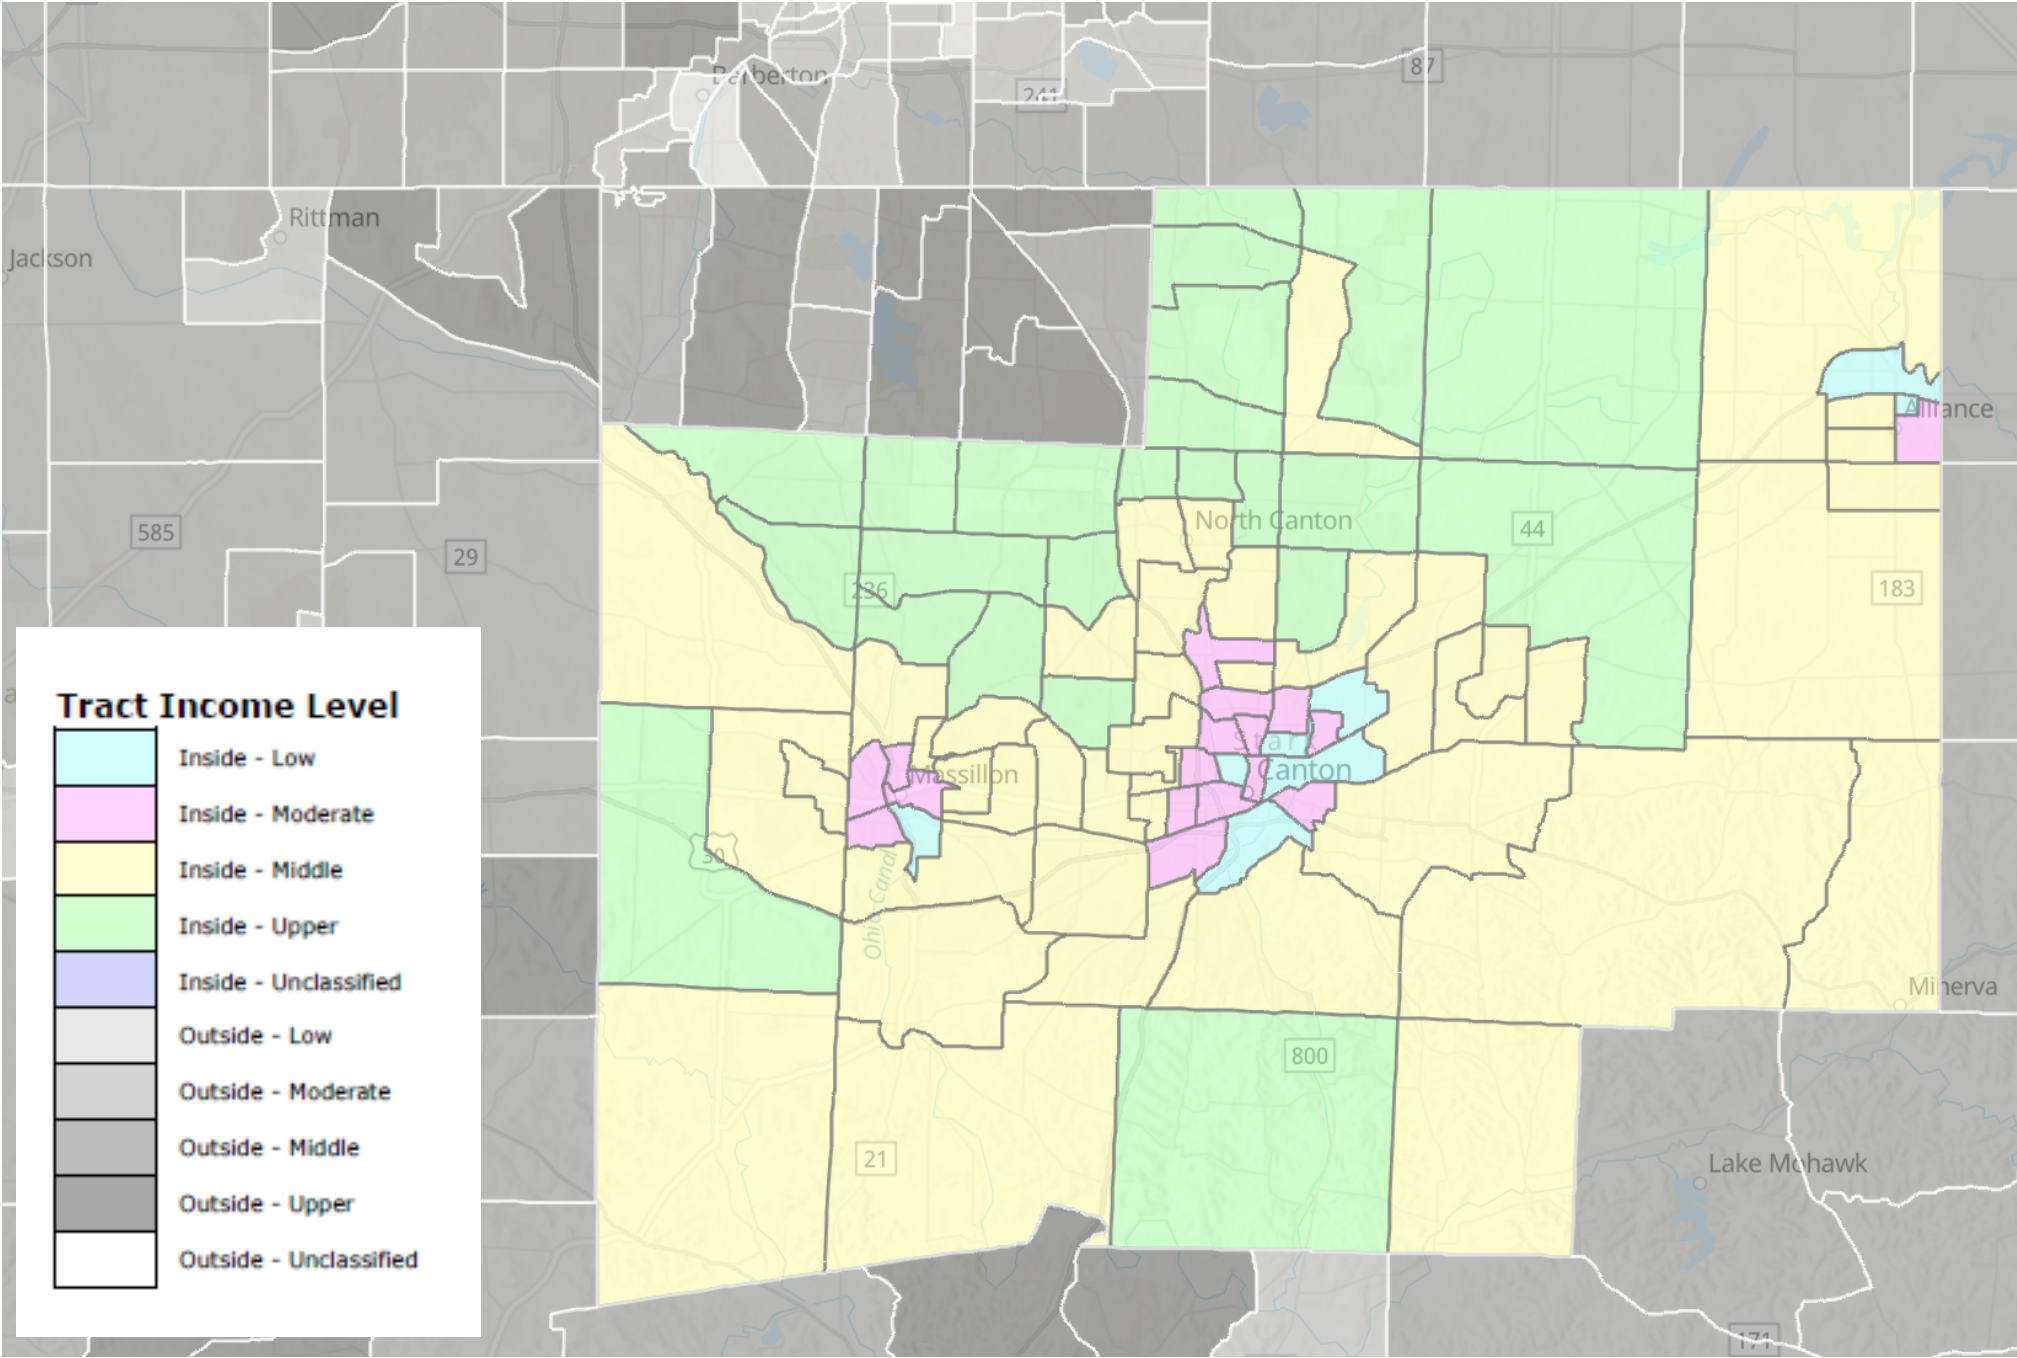 Barberton
87
241
Rittman
Jackson
Alliance
North Canton
44
585
29
236
183
Stark
Massillon
Canton
30
Ohio Canal
Minerva
800
21
Lake Mohawk
171
Tract Income Level
Inside - Low
Inside - Moderate
Inside - Middle
Inside - Upper
Inside - Unclassified
Outside - Low
Outside - Moderate
Outside - Middle
Outside - Upper
Outside - Unclassified